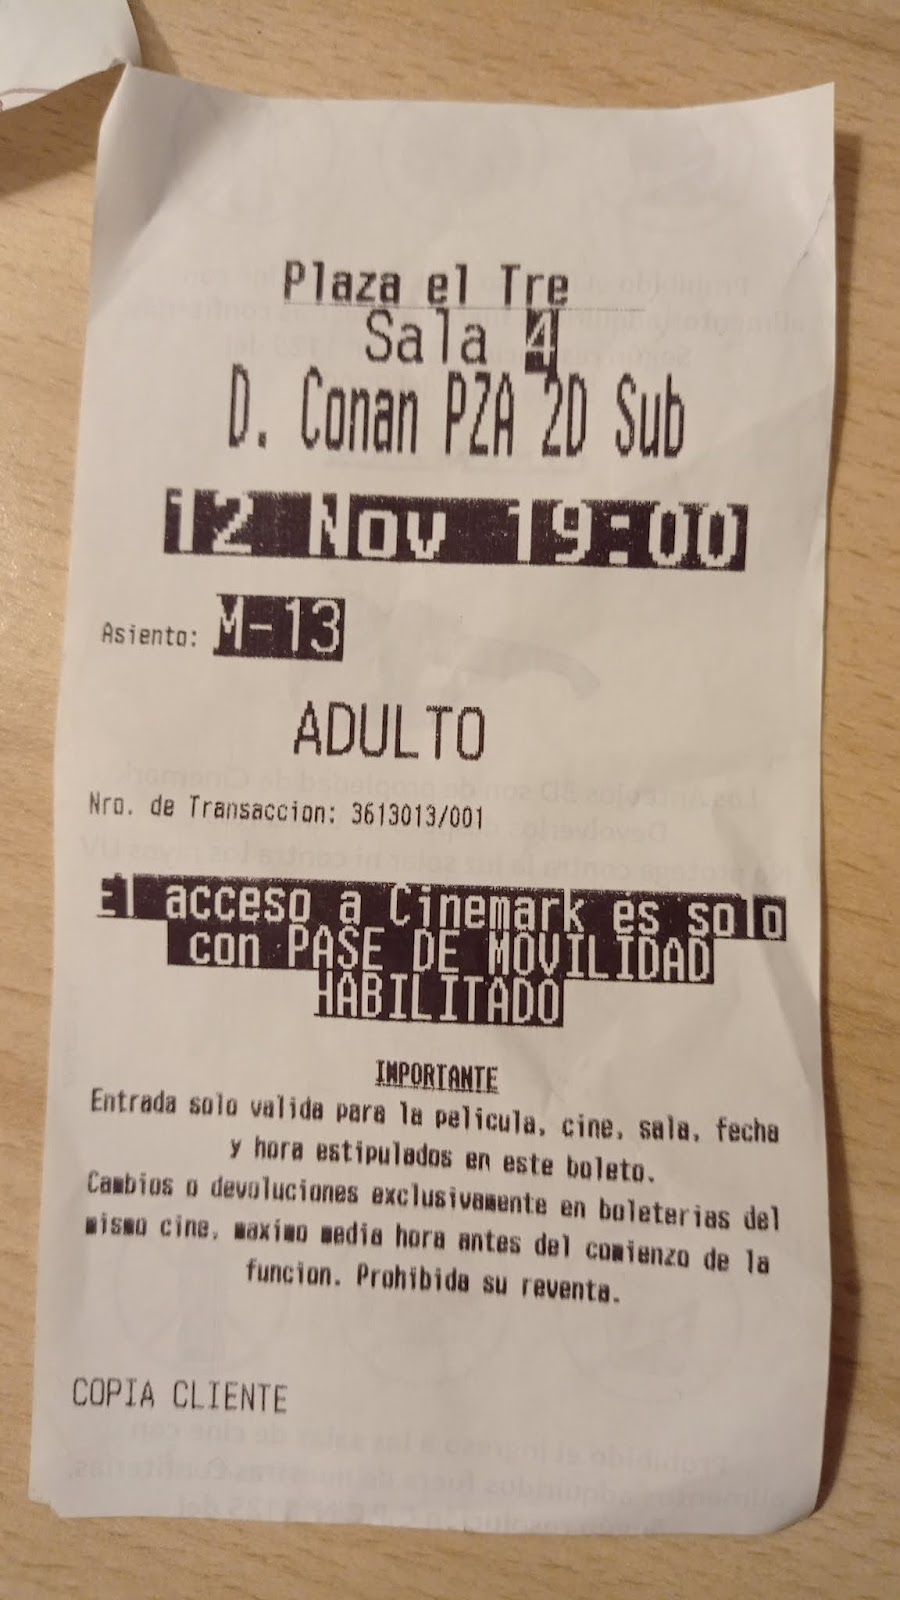 Plaza el Tre
Sala 4
D. Conan PZA 2D Sub
12 Nov 19:00
Asiento: M-13
ADULTO
Nro. de Transaccion: 3613013/001
El acceso a Cinemark es solo
con PASE DE MOVILIDAD
HABILITADO
IMPORTANTE
Entrada solo valida para la pelicula, cine, sala, fecha
y hora estipulados en este boleto.
Cambios o devoluciones exclusivamente en boleterias del
mismo cine, maximo media hora antes del comienzo de la
funcion. Prohibida su reventa.
COPIA CLIENTE